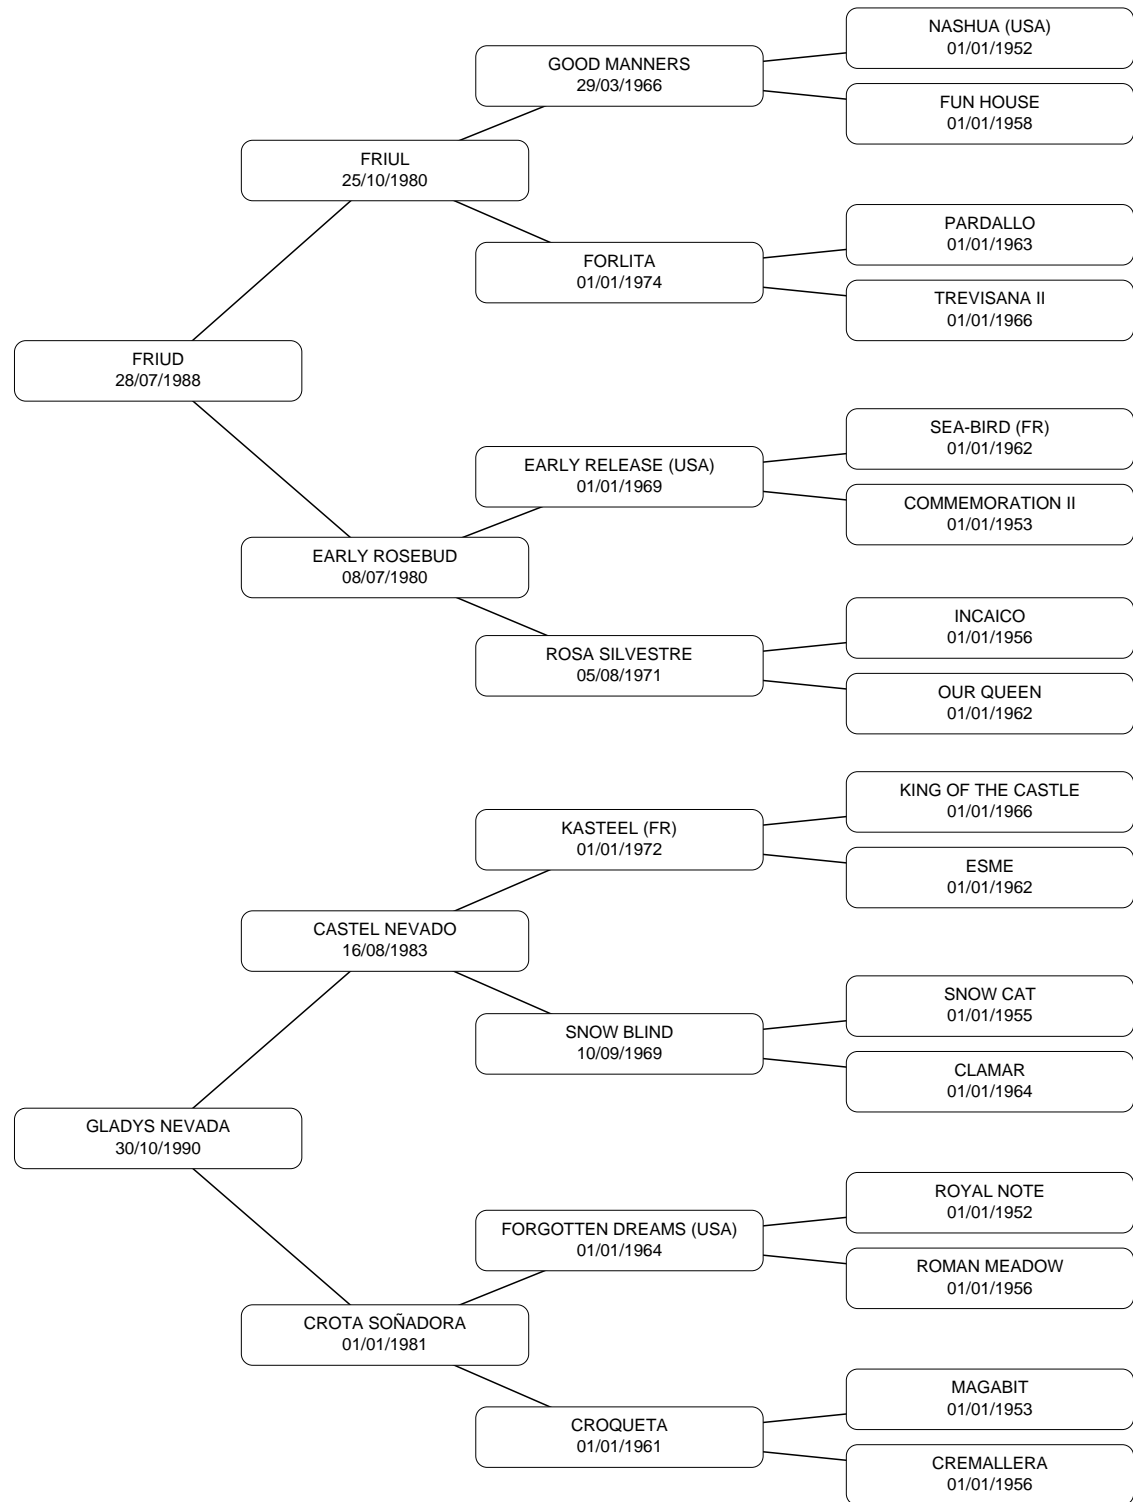 NASHUA (USA)
01/01/1952
GOOD MANNERS
29/03/1966
FUN HOUSE
01/01/1958
FRIUL
25/10/1980
PARDALLO
01/01/1963
FORLITA
01/01/1974
TREVISANA II
01/01/1966
FRIUD
28/07/1988
SEA-BIRD (FR)
01/01/1962
EARLY RELEASE (USA)
01/01/1969
COMMEMORATION II
01/01/1953
EARLY ROSEBUD
08/07/1980
INCAICO
01/01/1956
ROSA SILVESTRE
05/08/1971
OUR QUEEN
01/01/1962
KING OF THE CASTLE
01/01/1966
KASTEEL (FR)
01/01/1972
ESME
01/01/1962
CASTEL NEVADO
16/08/1983
SNOW CAT
01/01/1955
SNOW BLIND
10/09/1969
CLAMAR
01/01/1964
GLADYS NEVADA
30/10/1990
ROYAL NOTE
01/01/1952
FORGOTTEN DREAMS (USA)
01/01/1964
ROMAN MEADOW
01/01/1956
CROTA SOÑADORA
01/01/1981
MAGABIT
01/01/1953
CROQUETA
01/01/1961
CREMALLERA
01/01/1956